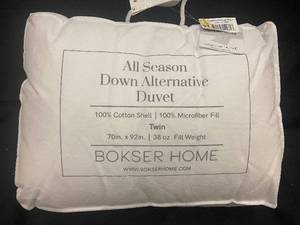 All Season
Down Alternative
Duvet
100% Cotton Shell | 100% Microfiber Fill
Twin
70in. x 92in. | 38 oz. Fill Weight
BOKSER HOME
WWW.BOKSERHOME.COM